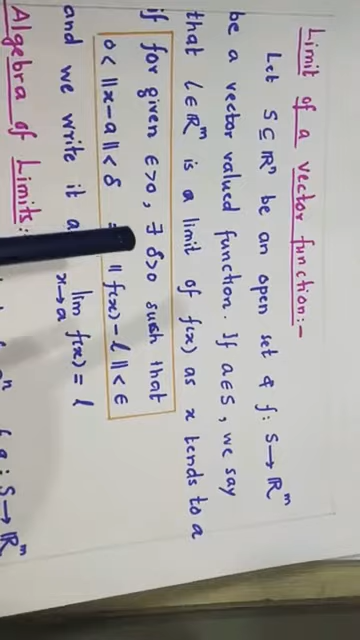 Limit of a vector function:-
Let S ⊆ ℝⁿ be an open set & f: S → ℝᵐ
be a vector valued function. If a∈S, we say
that l∈ℝᵐ is a limit of f(x) as x tends to a
if for given ε>0, ∃ δ>0 such that
0 < ||x-a|| < δ || f(x) - l || < ε
and we write it lim f(x) = l
x→a
Algebra of Limits:
: S → ℝᵐ